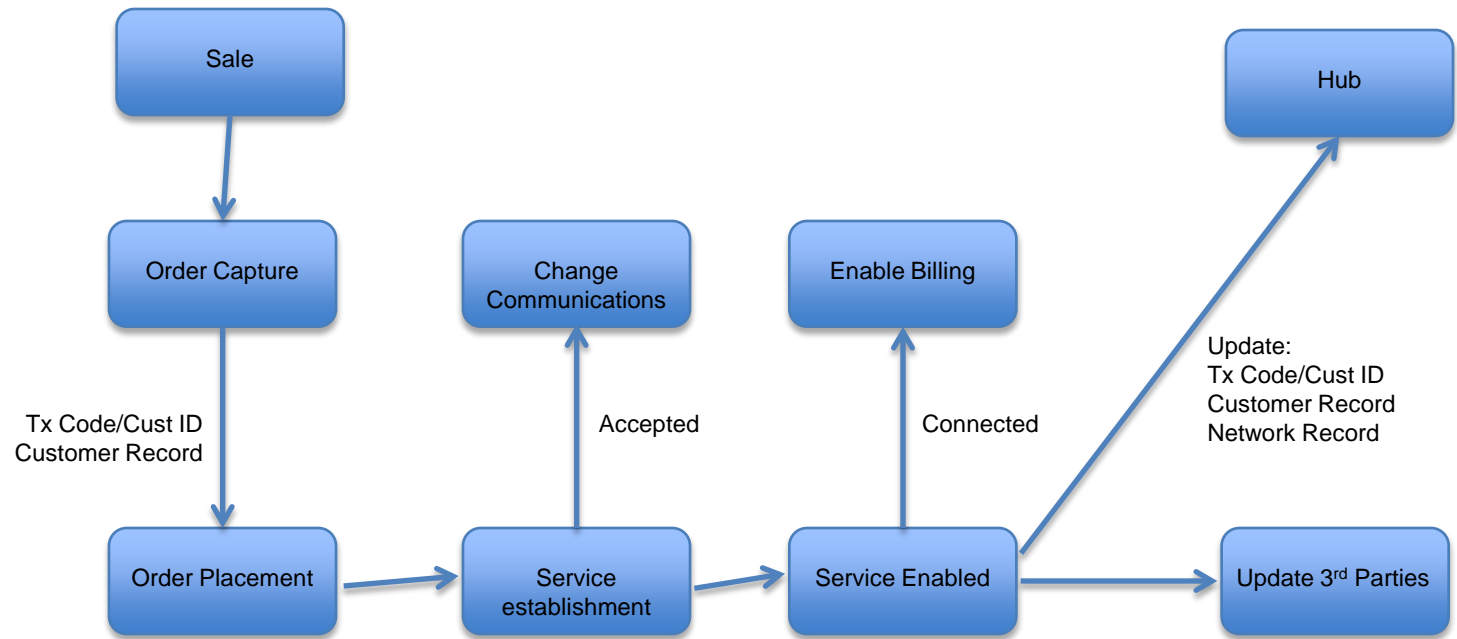 Sale
Hub
Order Capture
Change
Communications
Enable Billing
Update:
Tx Code/Cust ID
Customer Record
Network Record
Tx Code/Cust ID
Customer Record
Accepted
Connected
Order Placement
Service
establishment
Service Enabled
Update 3rd Parties